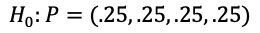 H₀: P = (.25, .25, .25, .25)